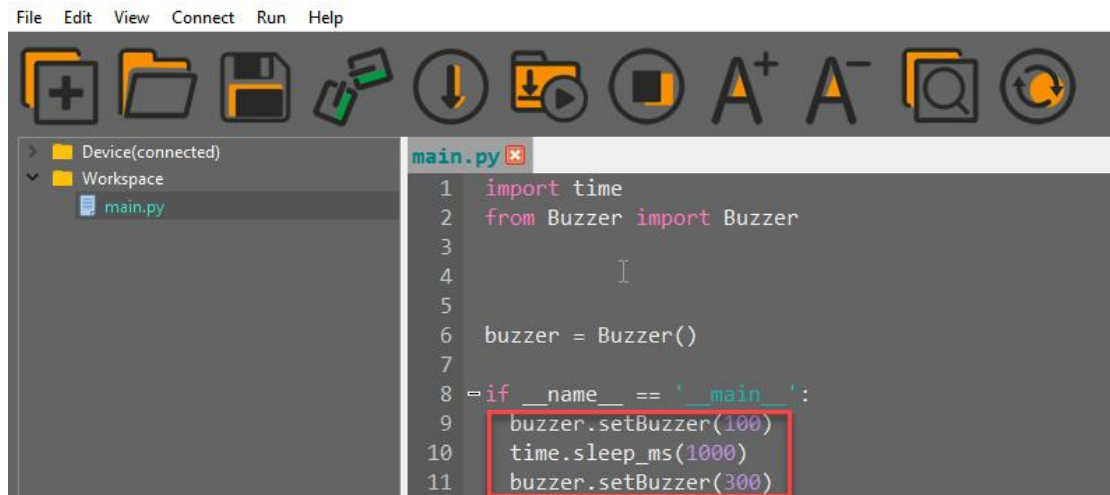 File Edit View Connect Run Help
A+ A-
Device(connected)
Workspace
main.py
main.py
1 import time
2 from Buzzer import Buzzer
3
4
5
6 buzzer = Buzzer()
7
8 if __name__ == '__main__':
9 buzzer.setBuzzer(100)
10 time.sleep_ms(1000)
11 buzzer.setBuzzer(300)